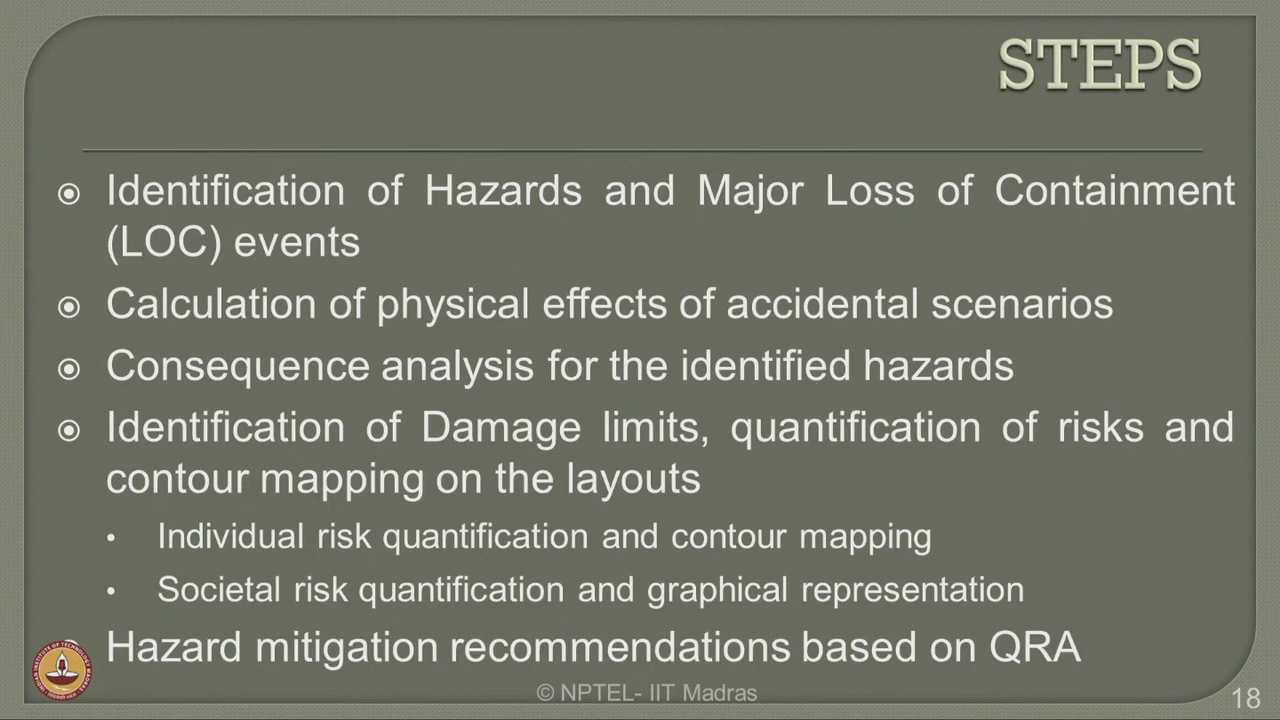 STEPS
Identification of Hazards and Major Loss of Containment
(LOC) events
Calculation of physical effects of accidental scenarios
Consequence analysis for the identified hazards
Identification of Damage limits, quantification of risks and
contour mapping on the layouts
Individual risk quantification and contour mapping
Societal risk quantification and graphical representation
Hazard mitigation recommendations based on QRA
© NPTEL- IIT Madras
18